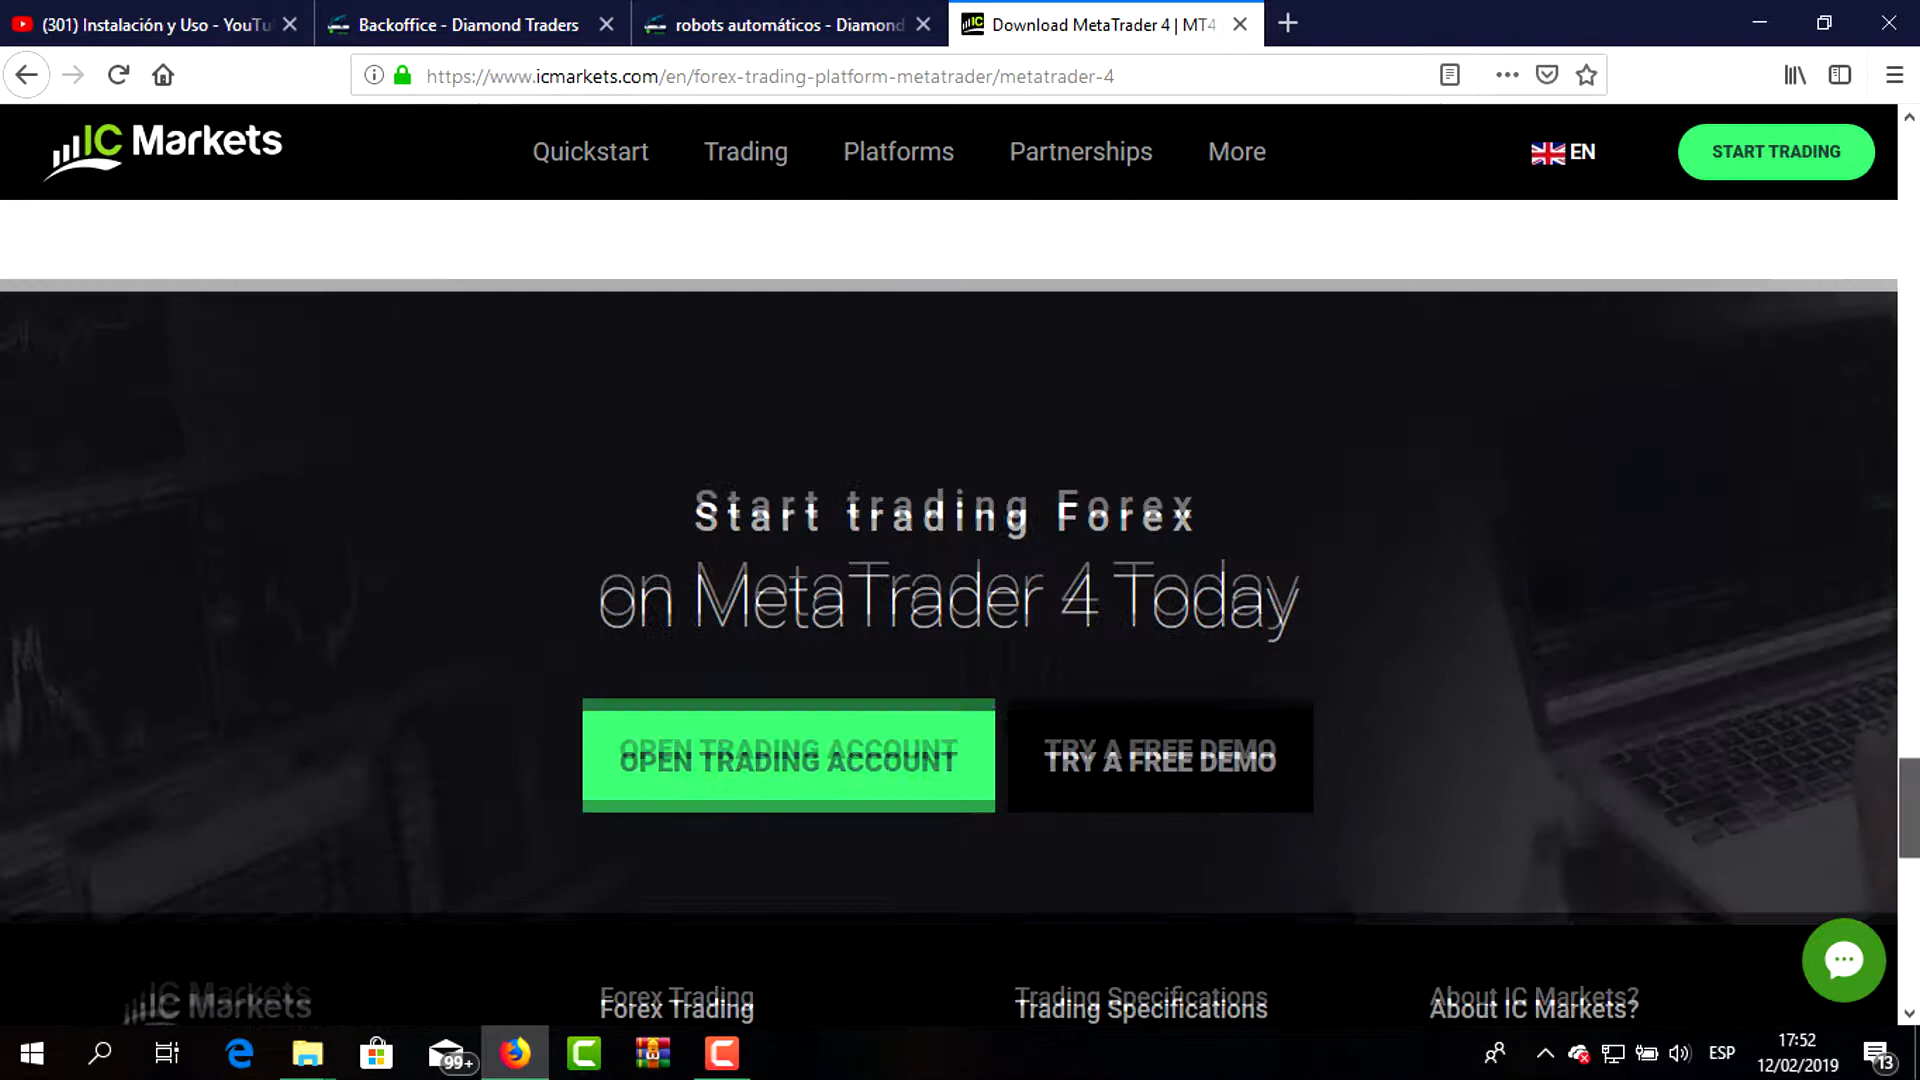 (301) Instalación y Uso - YouTu
Backoffice - Diamond Traders
robots automáticos - Diamond
Download MetaTrader 4 | MT4
https://www.icmarkets.com/en/forex-trading-platform-metatrader/metatrader-4
IC Markets
Quickstart
Trading
Platforms
Partnerships
More
EN
START TRADING
Start trading Forex
on MetaTrader 4 Today
OPEN TRADING ACCOUNT
TRY A FREE DEMO
IC Markets
Forex Trading
Trading Specifications
About IC Markets?
99+
ESP
17:52
12/02/2019
13